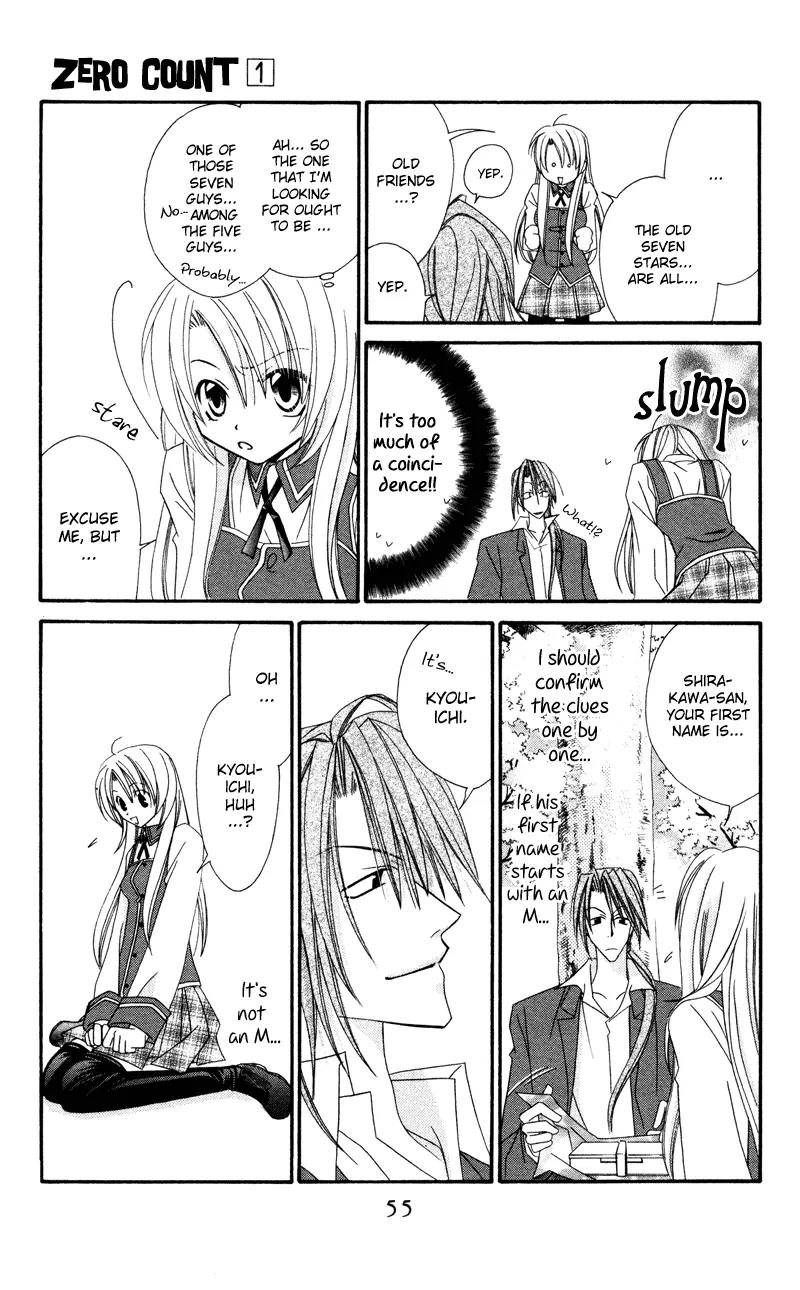 ZERO COUNT 1
...
THE OLD
SEVEN
STARS...
ARE ALL...
YEP.
OLD
FRIENDS
...?
YEP.
AH... SO
THE ONE
THAT I'M
LOOKING
FOR OUGHT
TO BE ...
ONE OF
THOSE
SEVEN
GUYS...
No...
AMONG
THE FIVE
GUYS...
Probably...
stare
EXCUSE
ME, BUT
...
slump
What!?
It's too
much of
a coinci-
dence!!
SHIRA-
KAWA-SAN,
YOUR FIRST
NAME IS...
I should
confirm
the clues
one by
one...
If his
first
name
starts
with an
M...
It's...
KYOU-
ICHI.
OH
...
KYOU-
ICHI,
HUH
...?
It's
not
an M...
55